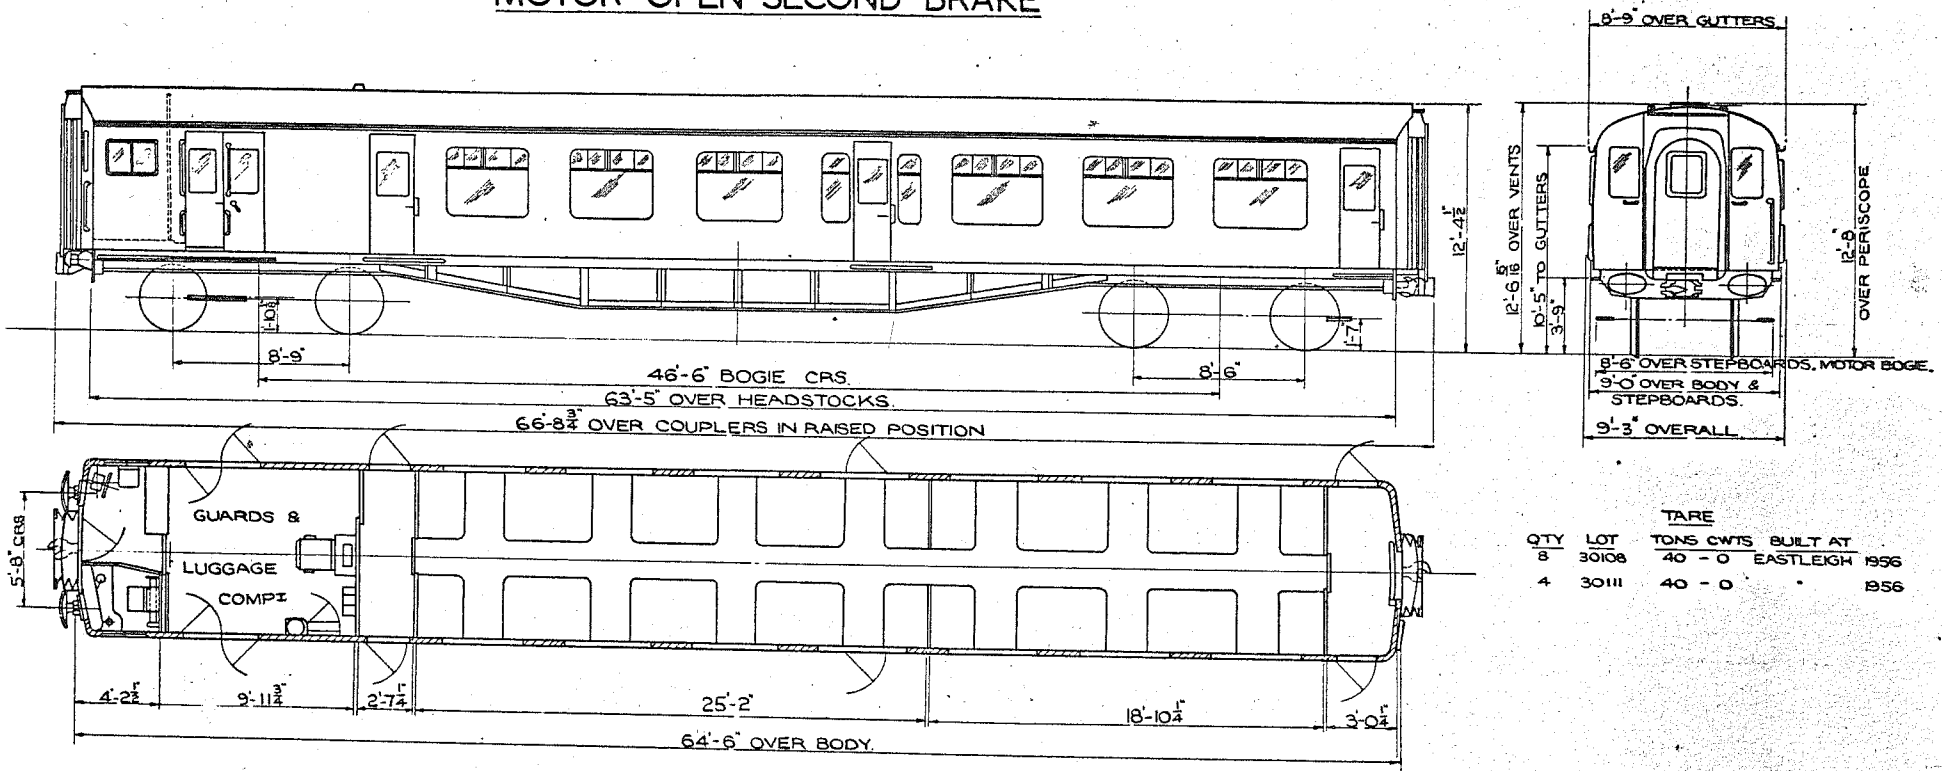 MOTOR OPEN SECOND BRAKE
8'-9" OVER GUTTERS.
12'-4½"
12'-6 5/16" OVER VENTS
10'-5" TO GUTTERS
3'-9"
12'-8"
OVER PERISCOPE
1'-10⅝"
1'-7"
8'-9"
8'-6"
46'-6" BOGIE CRS.
63'-5" OVER HEADSTOCKS.
66'-8¾" OVER COUPLERS IN RAISED POSITION
8'-6" OVER STEPBOARDS. MOTOR BOGIE.
9'-0" OVER BODY &
STEPBOARDS.
9'-3" OVERALL
5'-8" CRS
GUARDS &
LUGGAGE
COMPT
4'-2½"
9'-11¾"
2'-7¼"
25'-2"
18'-10¼"
3'-0¼"
64'-6" OVER BODY.
TARE
QTY LOT TONS CWTS BUILT AT
8 30108 40 - 0 EASTLEIGH 1956
4 30111 40 - 0 " 1956